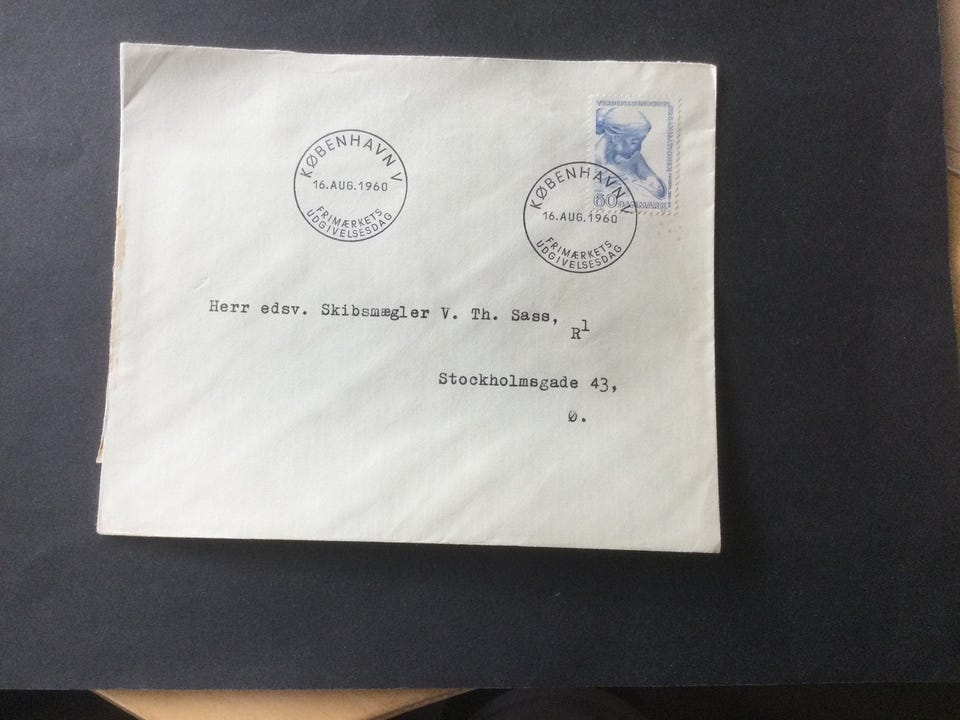 VERDENSSUNDHEDS
60 DANMARK
KØBENHAVN V
16.AUG.1960
FRIMÆRKETS
UDGIVELSESDAG
KØBENHAVN V
16.AUG.1960
FRIMÆRKETS
UDGIVELSESDAG
Herr edsv. Skibsmægler V. Th. Sass, R1
Stockholmsgade 43,
Ø.